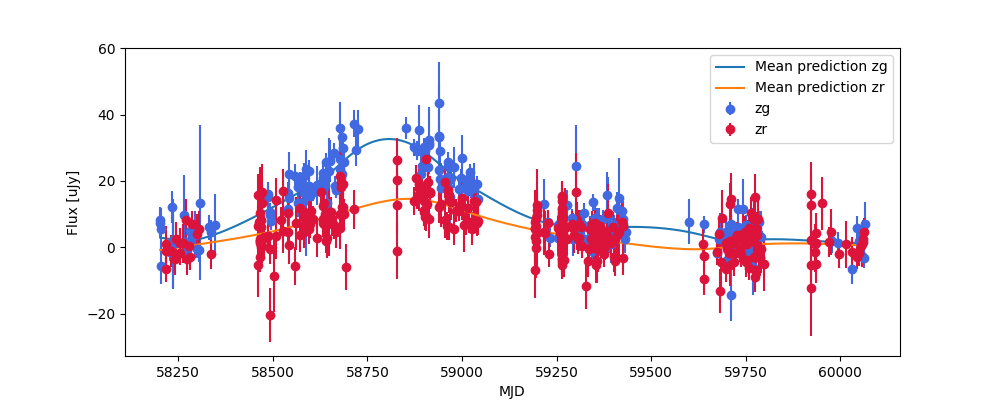 60
40
20
0
−20
Flux [uJy]
Mean prediction zg
Mean prediction zr
zg
zr
58250 58500 58750 59000 59250 59500 59750 60000
MJD